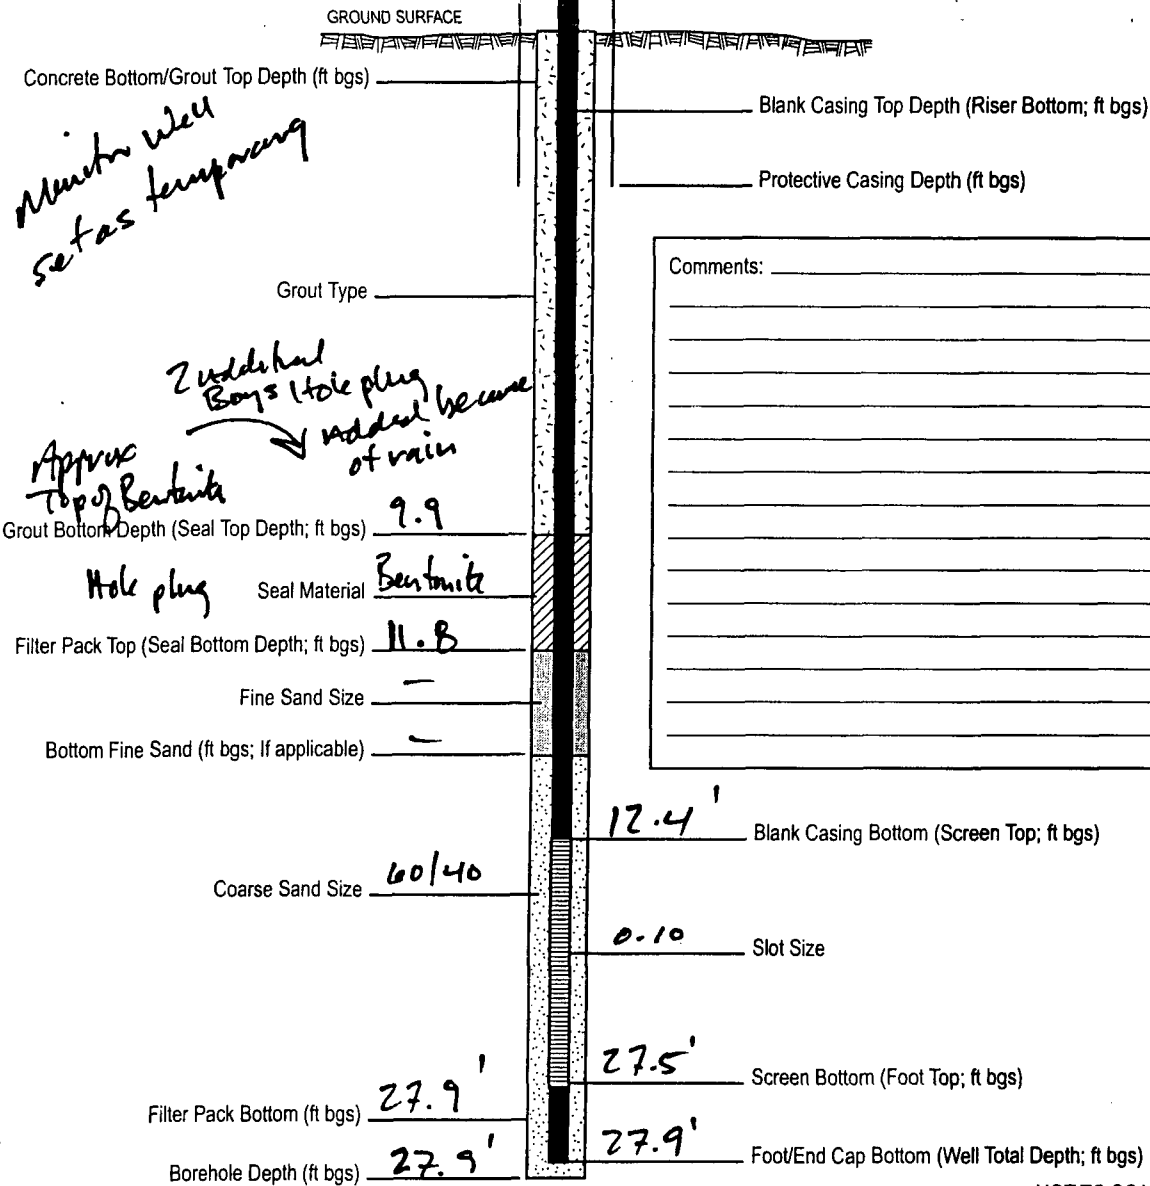 GROUND SURFACE
Concrete Bottom/Grout Top Depth (ft bgs)
Blank Casing Top Depth (Riser Bottom; ft bgs)
Monitor well
set as temporary
Protective Casing Depth (ft bgs)
Comments:
Grout Type
2 additional
Bags Hole plug
Added because
of rain
Approx
Top of Bentonite
Grout Bottom Depth (Seal Top Depth; ft bgs) 9.9
Hole plug Seal Material Bentonite
Filter Pack Top (Seal Bottom Depth; ft bgs) 11.8
Fine Sand Size —
Bottom Fine Sand (ft bgs; If applicable) —
12.4' Blank Casing Bottom (Screen Top; ft bgs)
Coarse Sand Size 60/40
0.10 Slot Size
27.5' Screen Bottom (Foot Top; ft bgs)
Filter Pack Bottom (ft bgs) 27.9'
27.9' Foot/End Cap Bottom (Well Total Depth; ft bgs)
Borehole Depth (ft bgs) 27.9'